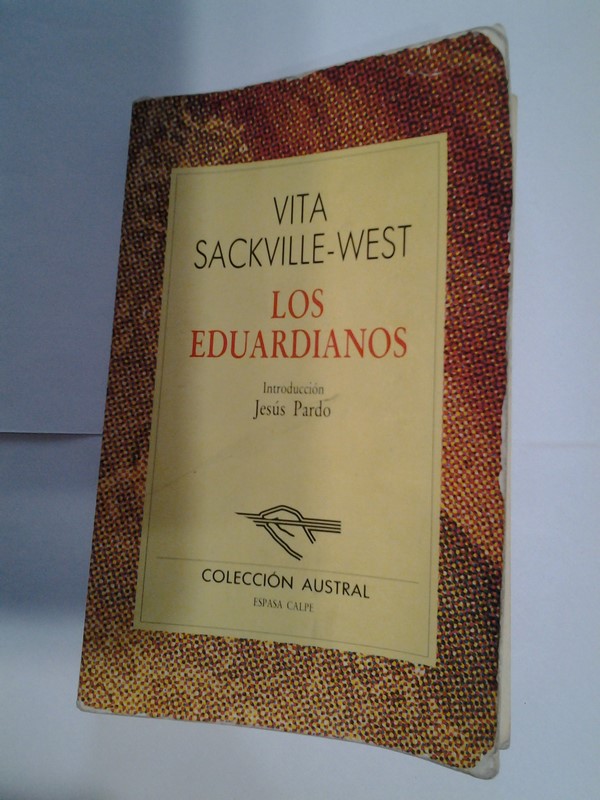 VITA
SACKVILLE-WEST
LOS
EDUARDIANOS
Introducción
Jesús Pardo
COLECCIÓN AUSTRAL
ESPASA CALPE